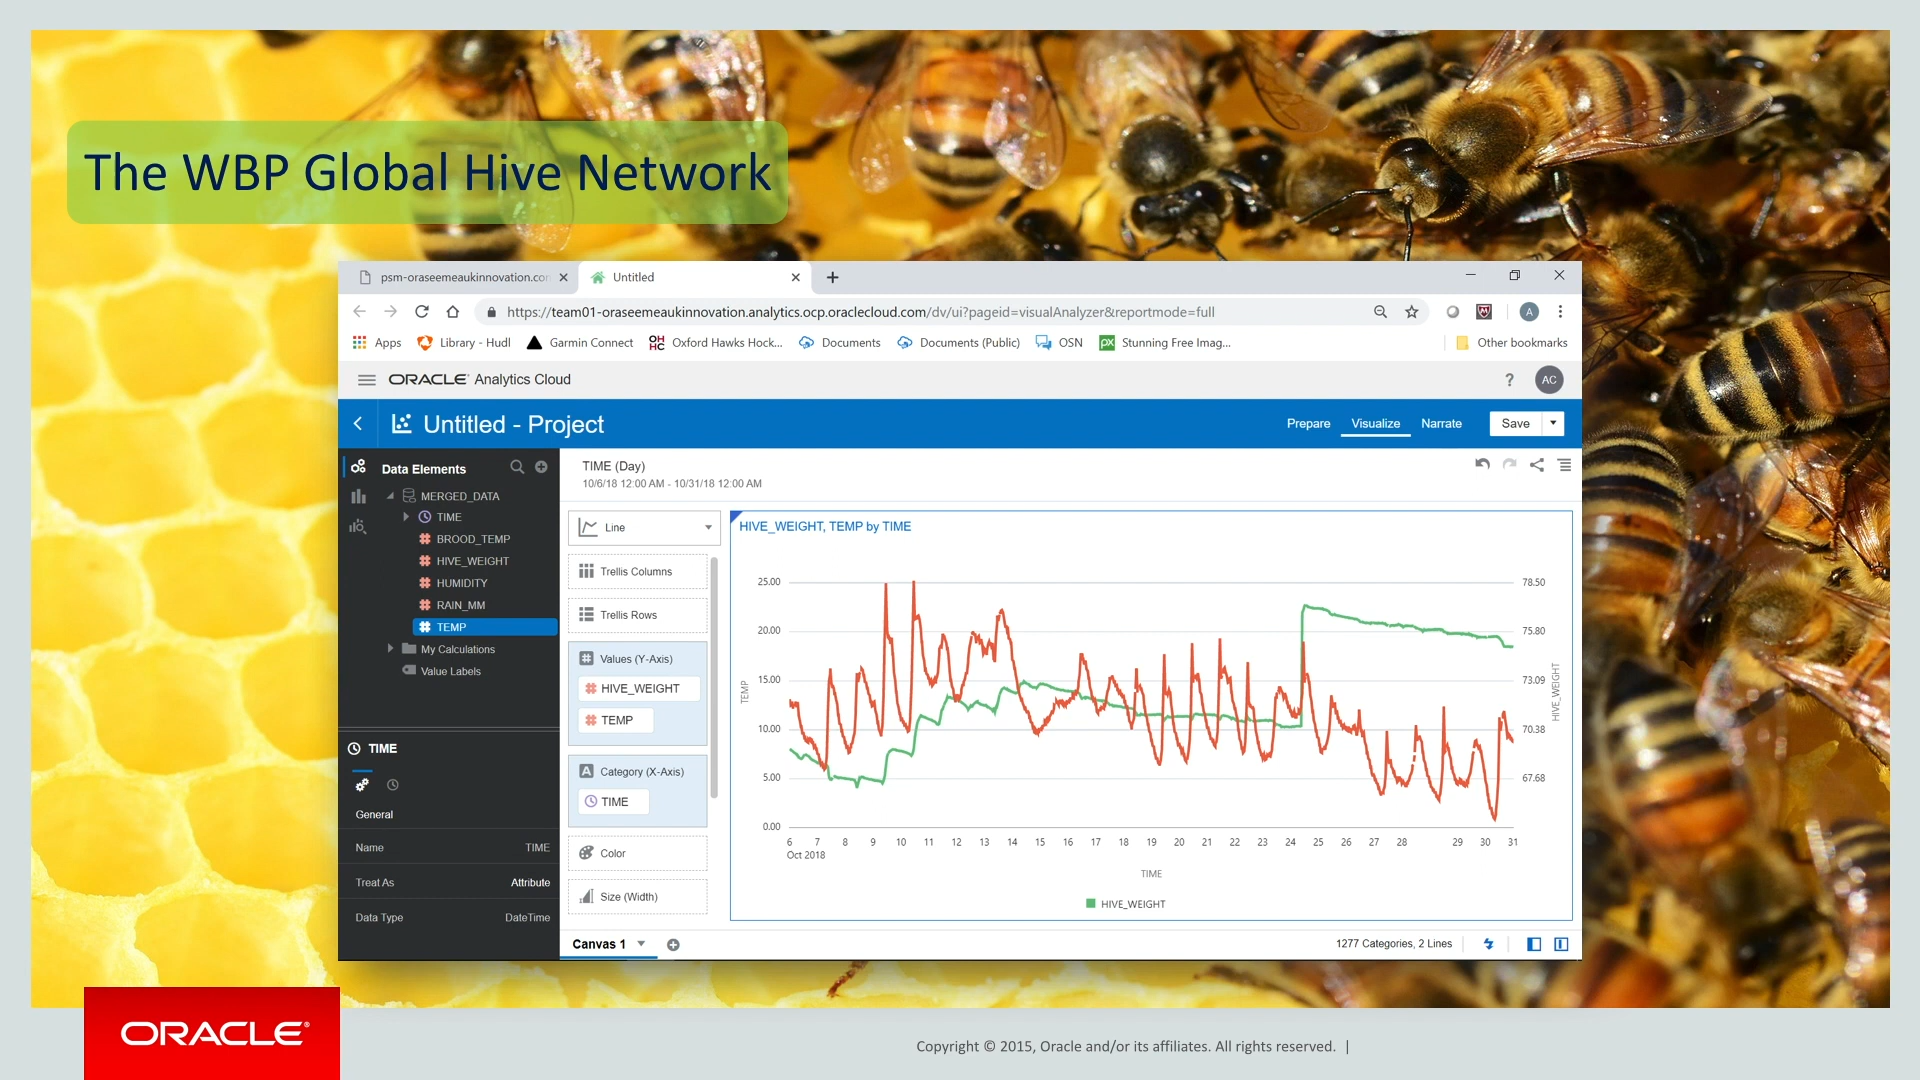 The WBP Global Hive Network
psm-oraseemeaukinnovation.con
Untitled
https://team01-oraseemeaukinnovation.analytics.ocp.oraclecloud.com/dv/ui?pageid=visualAnalyzer&reportmode=full
A
Apps
Library - Hudl
Garmin Connect
OH HC
Oxford Hawks Hock...
Documents
Documents (Public)
OSN
px
Stunning Free Imag...
Other bookmarks
ORACLE Analytics Cloud
?
AC
Untitled - Project
Prepare
Visualize
Narrate
Save
Data Elements
MERGED_DATA
TIME
BROOD_TEMP
HIVE_WEIGHT
HUMIDITY
RAIN_MM
TEMP
My Calculations
Value Labels
TIME
General
Name TIME
Treat As Attribute
Data Type DateTime
TIME (Day)
10/6/18 12:00 AM - 10/31/18 12:00 AM
Line
Trellis Columns
Trellis Rows
Values (Y-Axis)
HIVE_WEIGHT
TEMP
Category (X-Axis)
TIME
Color
Size (Width)
HIVE_WEIGHT, TEMP by TIME
25.00
20.00
15.00
10.00
5.00
0.00
TEMP
78.50
75.80
73.09
70.38
67.68
HIVE_WEIGHT
6 7 8 9 10 11 12 13 14 15 16 17 18 19 20 21 22 23 24 25 26 27 28 29 30 31
Oct 2018
TIME
HIVE_WEIGHT
Canvas 1
1277 Categories, 2 Lines
ORACLE®
Copyright © 2015, Oracle and/or its affiliates. All rights reserved. |